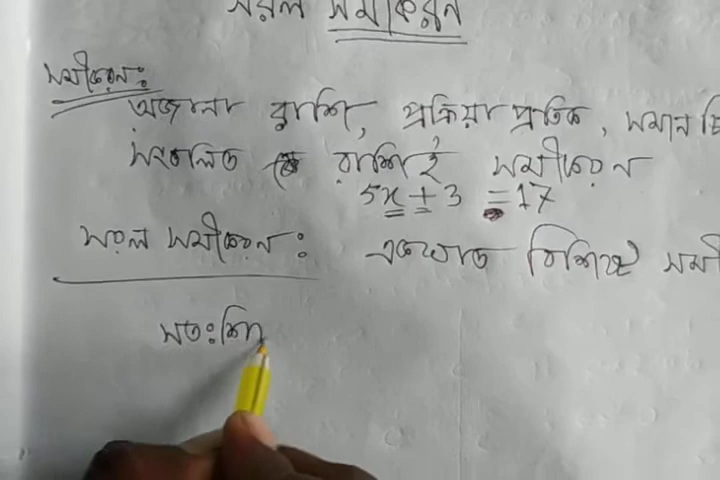 সরল সমীকরণ
সমীকরণ :
অজানা রাশি, প্রক্রিয়া প্রতিক, সমান চি
সংবলিত রাশিই সমীকরণ
5x + 3 = 17
সরল সমীকরণ : একঘাত বিশিষ্ট সমী
স্বতঃসি